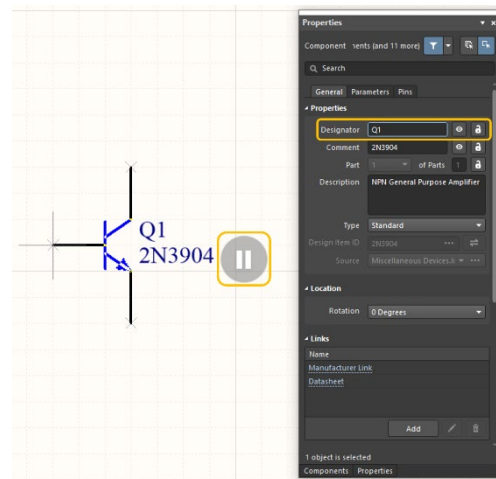 Properties
Component nents (and 11 more)
Search
General Parameters Pins
Properties
Designator Q1
Comment 2N3904
Part 1 of Parts 1
Description NPN General Purpose Amplifier
Type Standard
Design Item ID 2N3904
Source Miscellaneous Devices.
Location
Rotation 0 Degrees
Links
Name
Manufacturer Link
Datasheet
Add
1 object is selected
Components Properties
Q1
2N3904